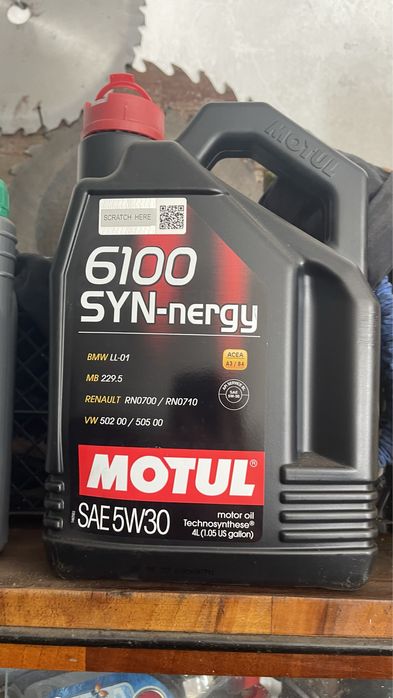 MOTUL
SCRATCH HERE
6100
SYN-nergy
BMW LL-01
ACEA
A3 / B4
MB 229.5
RENAULT RN0700 / RN0710
VW 502 00 / 505 00
MOTUL®
SAE 5W30
motor oil
Technosynthese®
4L (1.05 US gallon)